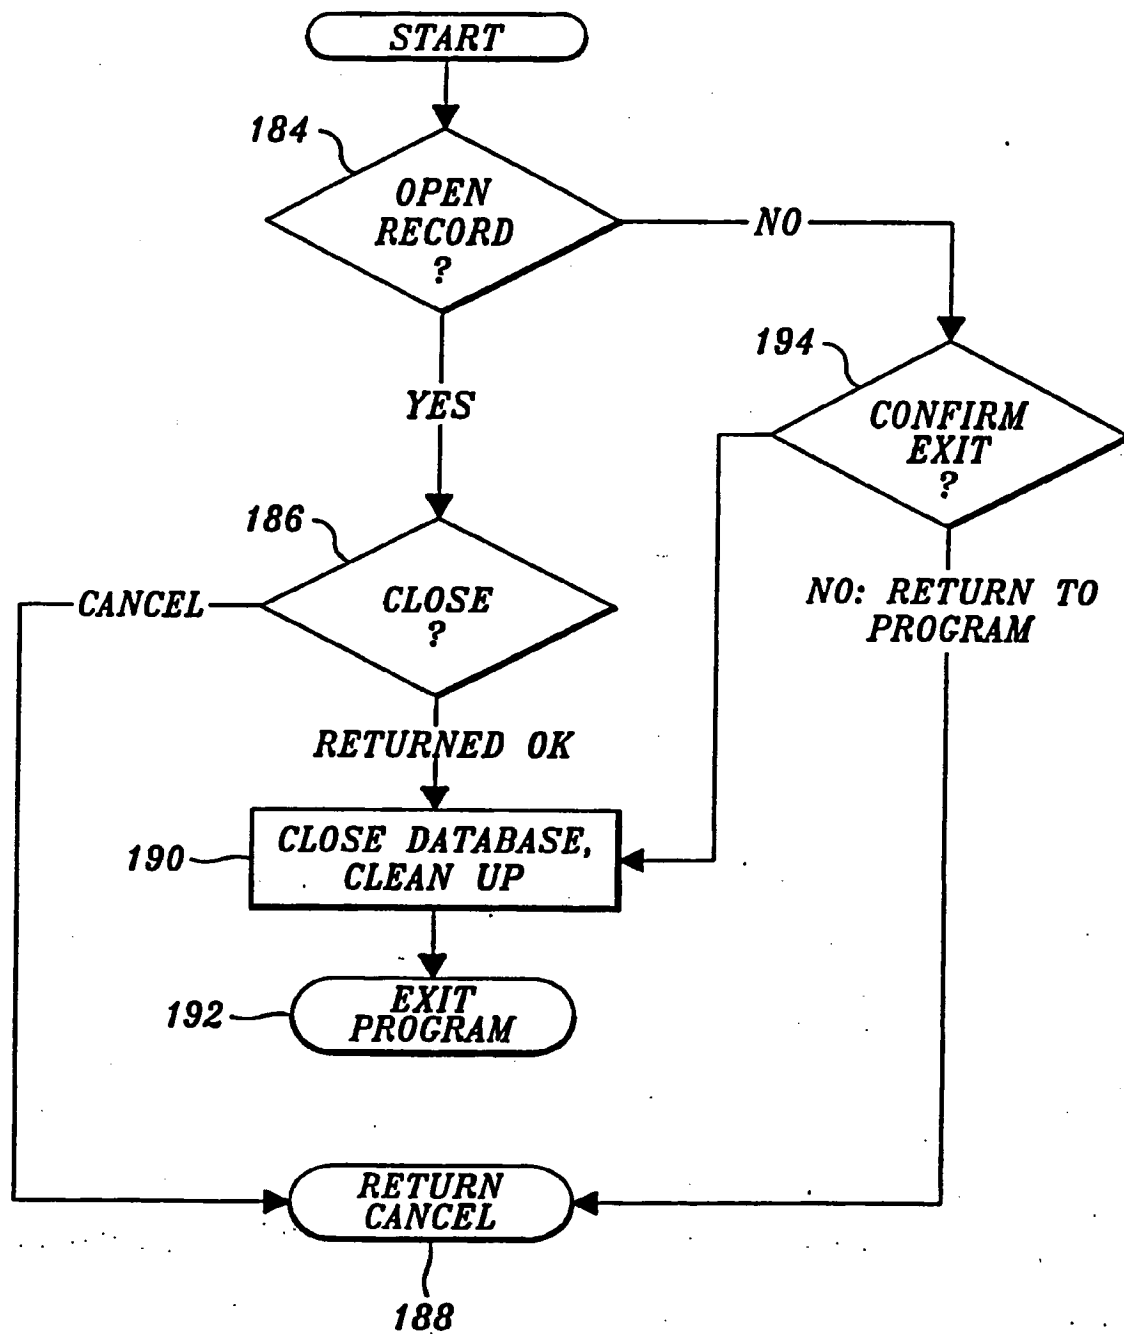 START
184
OPEN
RECORD
?
NO
194
CONFIRM
EXIT
?
YES
186
CLOSE
?
CANCEL
NO: RETURN TO
PROGRAM
RETURNED OK
190
CLOSE DATABASE,
CLEAN UP
192
EXIT
PROGRAM
RETURN
CANCEL
188